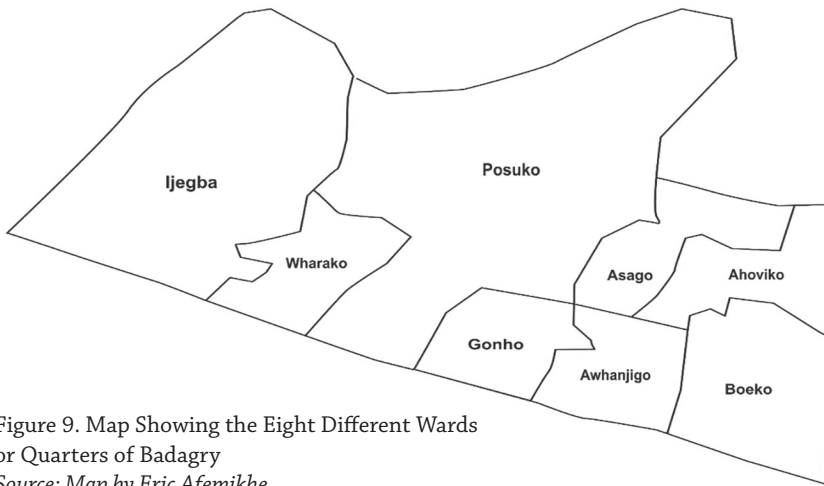 Posuko
Ijegba
Wharako
Asago
Ahoviko
Gonho
Awhanjigo
Boeko
Figure 9. Map Showing the Eight Different Wards
or Quarters of Badagry
Source: Map by Eric Afemikhe